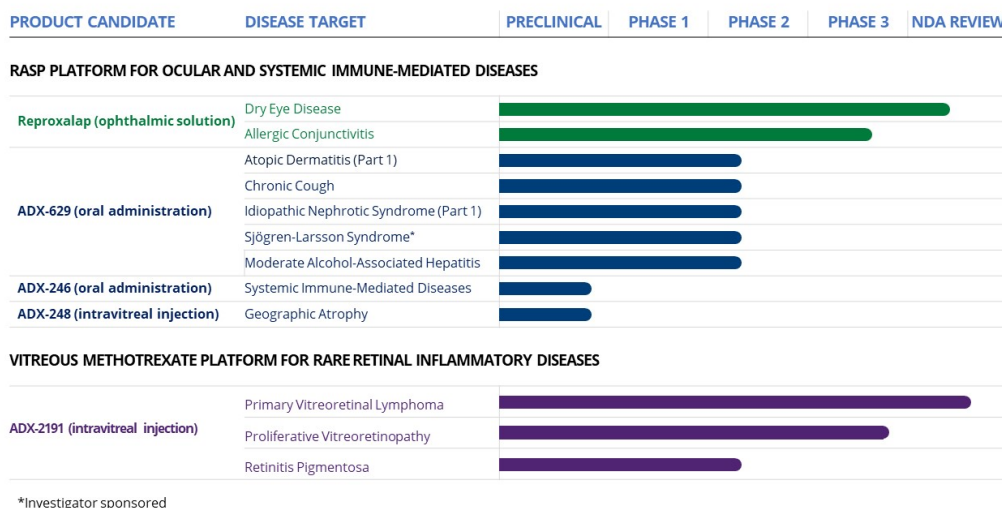 PRODUCT CANDIDATE DISEASE TARGET PRECLINICAL PHASE 1 PHASE 2 PHASE 3 NDA REVIEW
RASP PLATFORM FOR OCULAR AND SYSTEMIC IMMUNE-MEDIATED DISEASES
Reproxalap (ophthalmic solution)
Dry Eye Disease
Allergic Conjunctivitis
ADX-629 (oral administration)
Atopic Dermatitis (Part 1)
Chronic Cough
Idiopathic Nephrotic Syndrome (Part 1)
Sjögren-Larsson Syndrome*
Moderate Alcohol-Associated Hepatitis
ADX-246 (oral administration) Systemic Immune-Mediated Diseases
ADX-248 (intravitreal injection) Geographic Atrophy
VITREOUS METHOTREXATE PLATFORM FOR RARE RETINAL INFLAMMATORY DISEASES
ADX-2191 (intravitreal injection)
Primary Vitreoretinal Lymphoma
Proliferative Vitreoretinopathy
Retinitis Pigmentosa
*Investigator sponsored